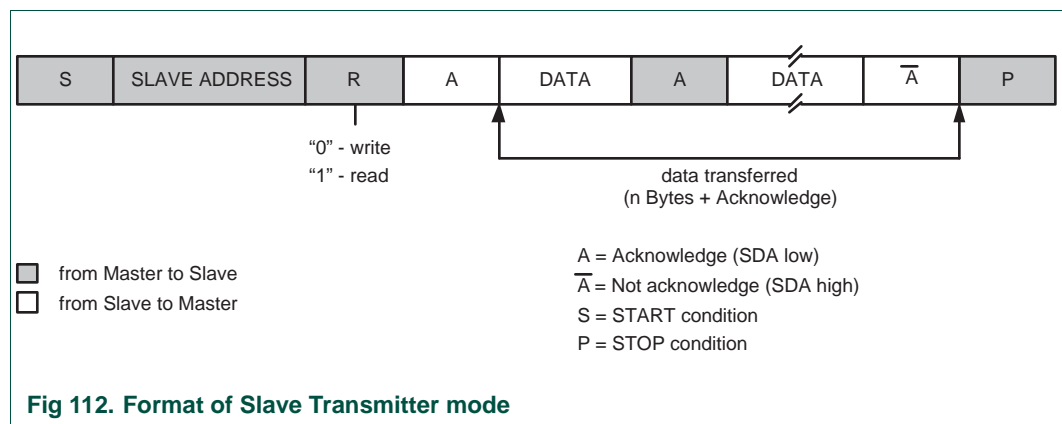 S SLAVE ADDRESS R A DATA A DATA A̅ P
“0” - write
“1” - read
data transferred
(n Bytes + Acknowledge)
from Master to Slave
from Slave to Master
A = Acknowledge (SDA low)
A̅ = Not acknowledge (SDA high)
S = START condition
P = STOP condition
Fig 112. Format of Slave Transmitter mode